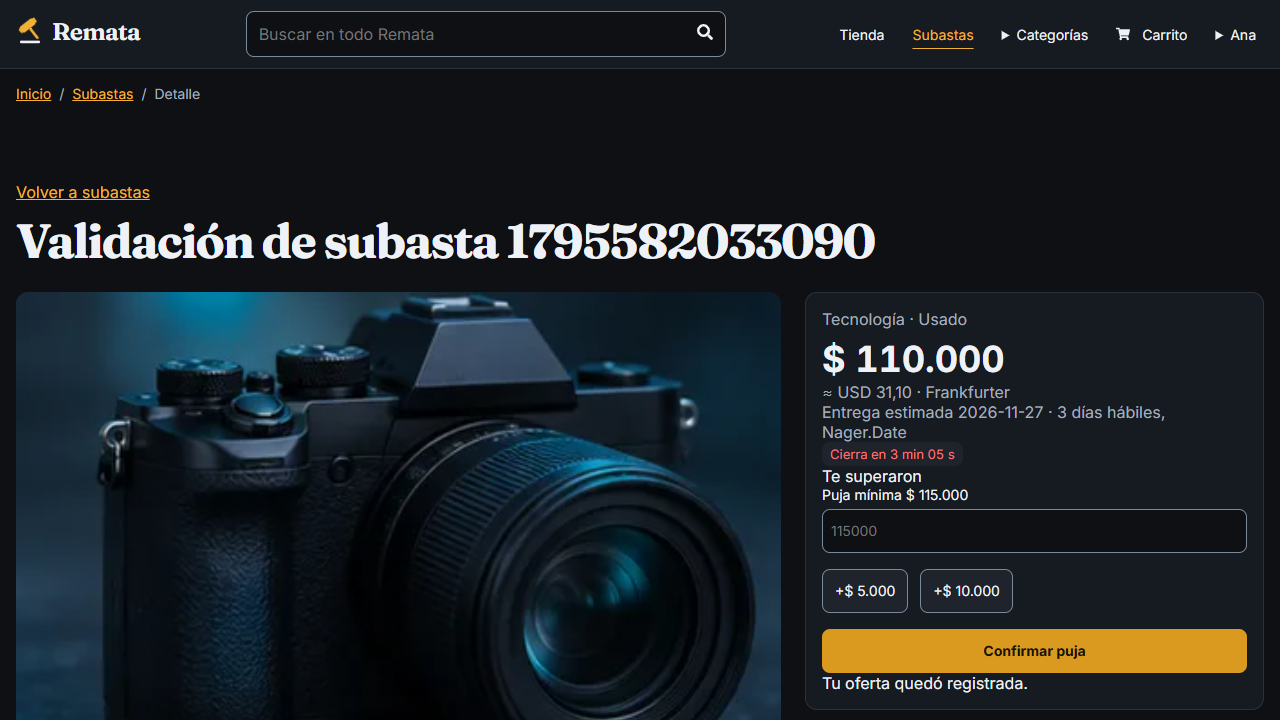 Remata
Buscar en todo Remata
Tienda
Subastas
Categorías
Carrito
Ana
Inicio / Subastas / Detalle
Volver a subastas
Validación de subasta 1795582033090
Tecnología · Usado
$ 110.000
≈ USD 31,10 · Frankfurter
Entrega estimada 2026-11-27 · 3 días hábiles,
Nager.Date
Cierra en 3 min 05 s
Te superaron
Puja mínima $ 115.000
115000
+$ 5.000
+$ 10.000
Confirmar puja
Tu oferta quedó registrada.